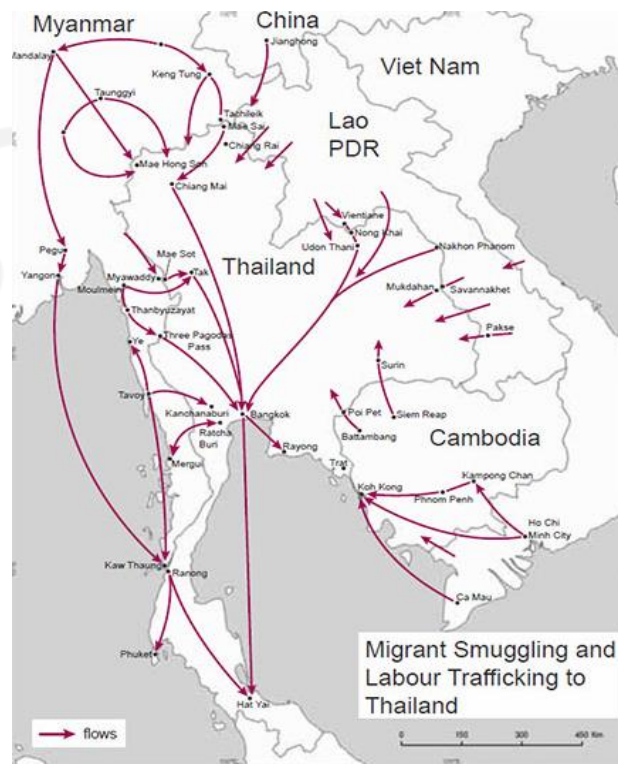 Myanmar
China
Jianghong
Mandalay
Keng Tung
Viet Nam
Taunggyi
Tachileik
Mae Sai
Lao
PDR
Chiang Rai
Mae Hong Son
Chiang Mai
Vientiane
Nong Khai
Udon Thani
Nakhon Phanom
Pegu
Mae Sot
Thailand
Yangon
Myawaddy
Tak
Moulmein
Mukdahan
Savannakhet
Thanbyuzayat
Three Pagodas
Pass
Pakse
Ye
Surin
Tavoy
Kanchanaburi
Bangkok
Poi Pet
Siem Reap
Ratcha
Buri
Battambang
Cambodia
Rayong
Mergui
Trat
Koh Kong
Kampong Chan
Phnom Penh
Ho Chi
Minh City
Kaw Thaung
Ranong
Ca Mau
Phuket
Migrant Smuggling and
Labour Trafficking to
Thailand
Hat Yai
flows
0 100 200 300 400 Km